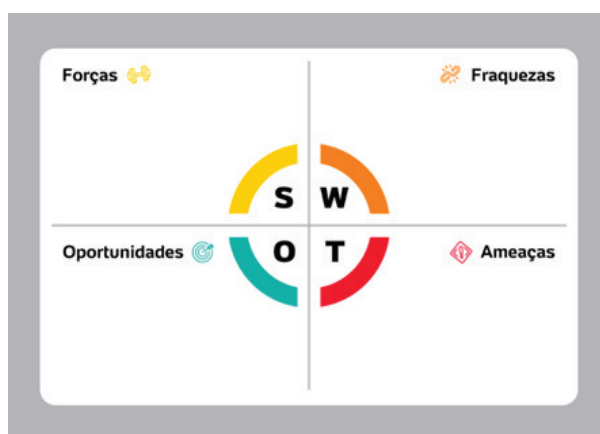 Forças
Fraquezas
S W
O T
Oportunidades
Ameaças